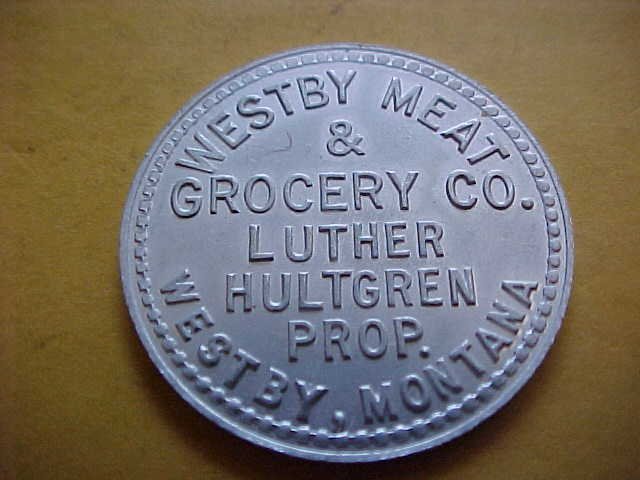 WESTBY MEAT
&
GROCERY CO.
LUTHER
HULTGREN
PROP.
WESTBY, MONTANA